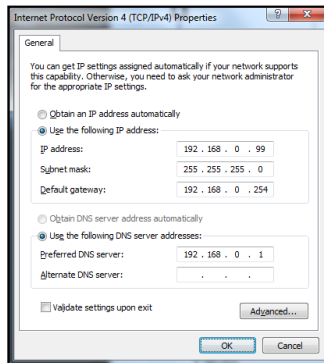 Internet Protocol Version 4 (TCP/IPv4) Properties
General
You can get IP settings assigned automatically if your network supports
this capability. Otherwise, you need to ask your network administrator
for the appropriate IP settings.
Obtain an IP address automatically
Use the following IP address:
IP address: 192 . 168 . 0 . 99
Subnet mask: 255 . 255 . 255 . 0
Default gateway: 192 . 168 . 0 . 254
Obtain DNS server address automatically
Use the following DNS server addresses:
Preferred DNS server: 192 . 168 . 0 . 1
Alternate DNS server: . . .
Validate settings upon exit
Advanced...
OK Cancel